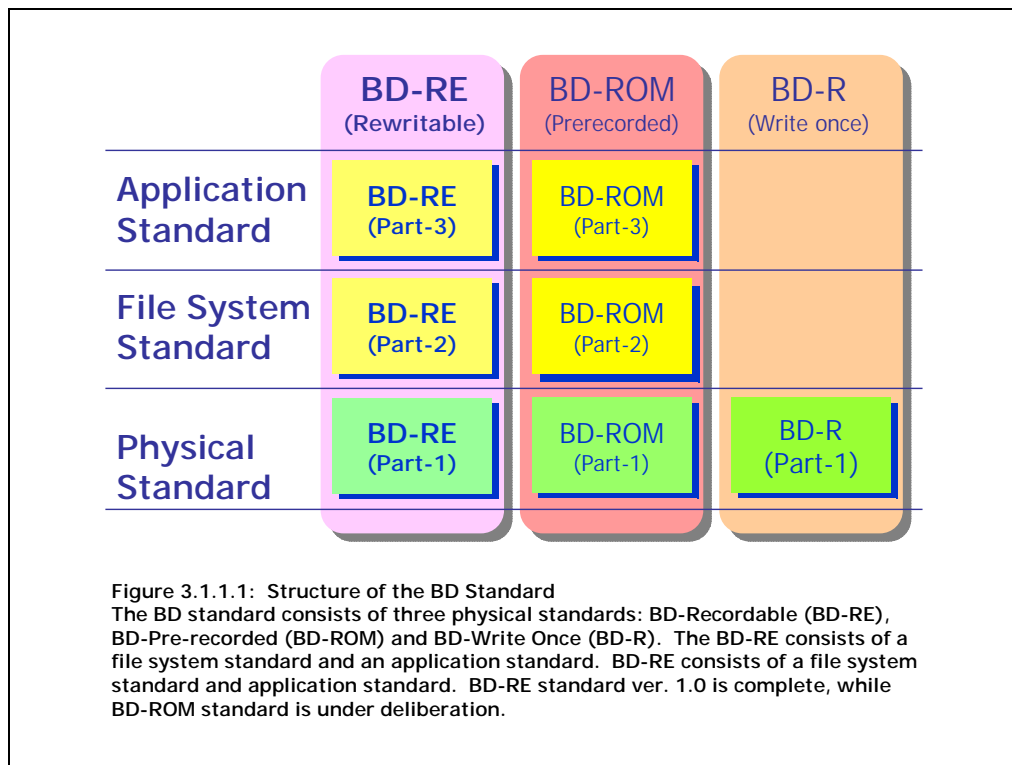 BD-RE
(Rewritable)
BD-ROM
(Prerecorded)
BD-R
(Write once)
Application
Standard
BD-RE
(Part-3)
BD-ROM
(Part-3)
File System
Standard
BD-RE
(Part-2)
BD-ROM
(Part-2)
Physical
Standard
BD-RE
(Part-1)
BD-ROM
(Part-1)
BD-R
(Part-1)
Figure 3.1.1.1: Structure of the BD Standard
The BD standard consists of three physical standards: BD-Recordable (BD-RE),
BD-Pre-recorded (BD-ROM) and BD-Write Once (BD-R). The BD-RE consists of a
file system standard and an application standard. BD-RE consists of a file system
standard and application standard. BD-RE standard ver. 1.0 is complete, while
BD-ROM standard is under deliberation.